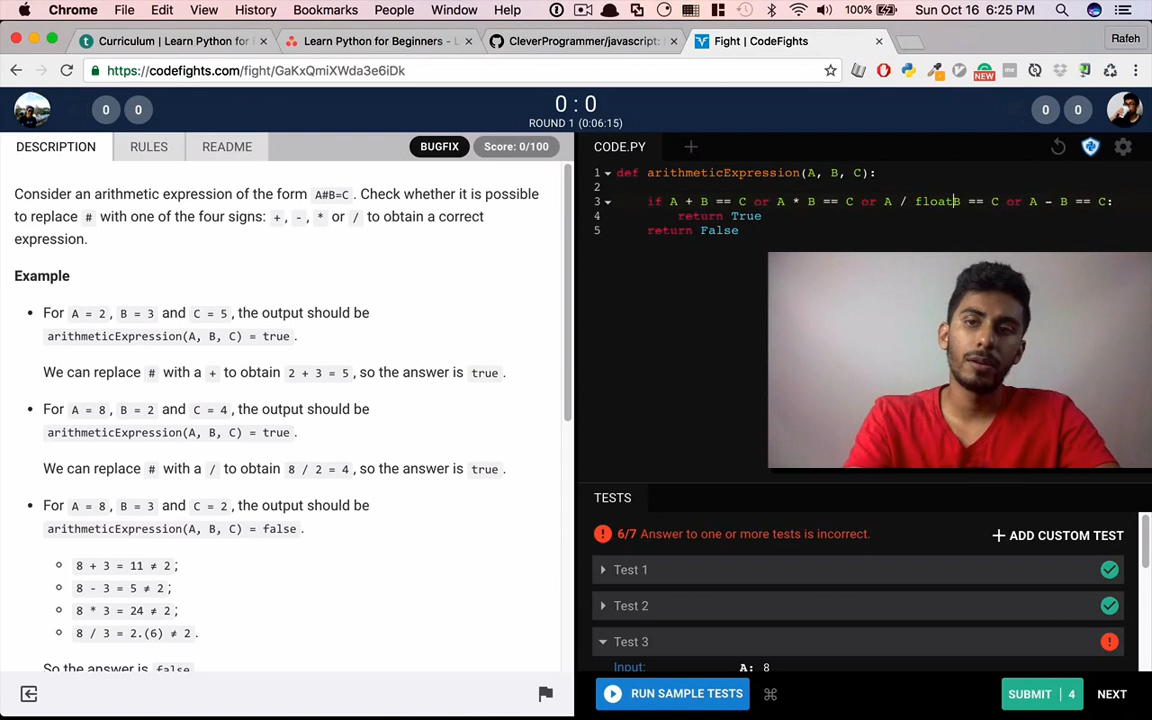 Chrome File Edit View History Bookmarks People Window Help 100% Sun Oct 16 6:25 PM
Curriculum | Learn Python for Learn Python for Beginners - L CleverProgrammer/javascript: Fight | CodeFights Rafeh
https://codefights.com/fight/GaKxQmiXWda3e6iDk NEW
0 0 0 : 0 0 0
ROUND 1 (0:06:15)
DESCRIPTION RULES README BUGFIX Score: 0/100
Consider an arithmetic expression of the form A#B=C. Check whether it is possible
to replace # with one of the four signs: +, -, * or / to obtain a correct
expression.
Example
• For A = 2, B = 3 and C = 5, the output should be
arithmeticExpression(A, B, C) = true.
We can replace # with a + to obtain 2 + 3 = 5, so the answer is true.
• For A = 8, B = 2 and C = 4, the output should be
arithmeticExpression(A, B, C) = true.
We can replace # with a / to obtain 8 / 2 = 4, so the answer is true.
• For A = 8, B = 3 and C = 2, the output should be
arithmeticExpression(A, B, C) = false.
8 + 3 = 11 ≠ 2;
8 - 3 = 5 ≠ 2;
8 * 3 = 24 ≠ 2;
8 / 3 = 2.(6) ≠ 2.
So the answer is false
CODE.PY +
1 def arithmeticExpression(A, B, C):
2
3 if A + B == C or A * B == C or A / floatB == C or A - B == C:
4 return True
5 return False
TESTS
6/7 Answer to one or more tests is incorrect. + ADD CUSTOM TEST
Test 1
Test 2
Test 3
Input: A: 8
RUN SAMPLE TESTS ⌘ SUBMIT | 4 NEXT